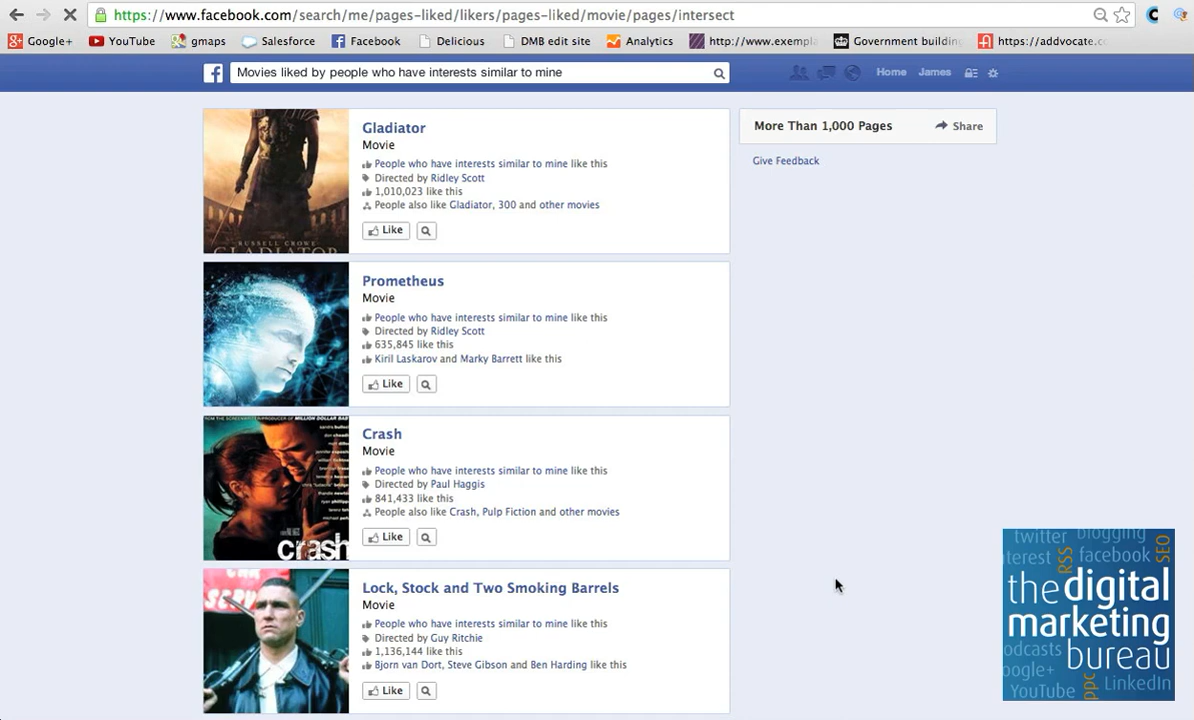 https://www.facebook.com/search/me/pages-liked/likers/pages-liked/movie/pages/intersect
Google+ YouTube gmaps Salesforce Facebook Delicious DMB edit site Analytics http://www.exempla Government building https://addvocate.c
Movies liked by people who have interests similar to mine
Home James
Gladiator
Movie
People who have interests similar to mine like this
Directed by Ridley Scott
1,010,023 like this
People also like Gladiator, 300 and other movies
Like
RUSSELL CROWE
GLADIATOR
More Than 1,000 Pages
Share
Give Feedback
Prometheus
Movie
People who have interests similar to mine like this
Directed by Ridley Scott
635,845 like this
Kiril Laskarov and Marky Barrett like this
Like
Crash
Movie
People who have interests similar to mine like this
Directed by Paul Haggis
841,433 like this
People also like Crash, Pulp Fiction and other movies
Like
crash
Lock, Stock and Two Smoking Barrels
Movie
People who have interests similar to mine like this
Directed by Guy Ritchie
1,136,144 like this
Bjorn van Dort, Steve Gibson and Ben Harding like this
Like
twitter blogging
terest RSS facebook SEO
the digital
marketing
odcasts bureau
oogle+
YouTube ppc LinkedIn